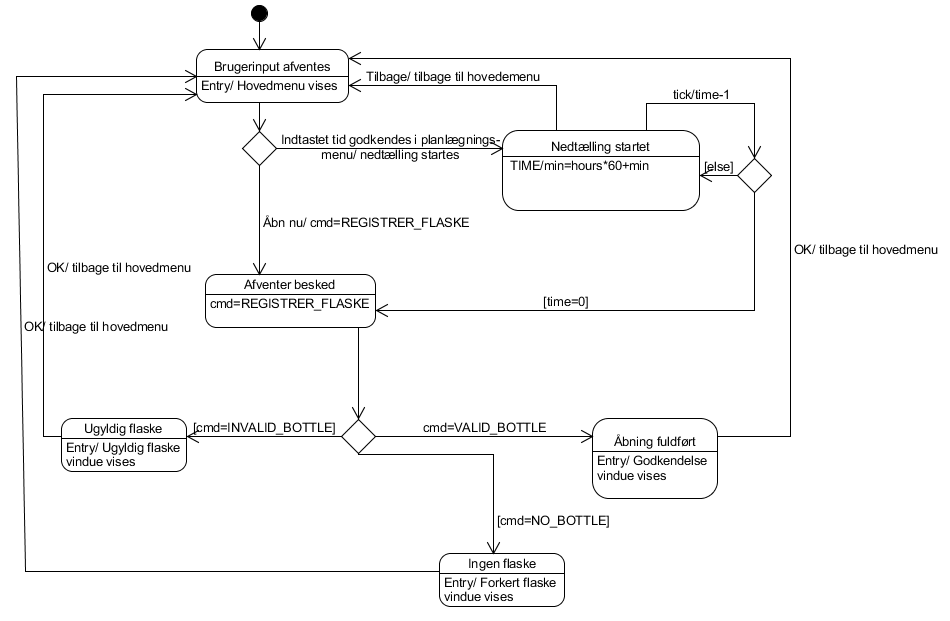 Brugerinput afventes
Entry/ Hovedmenu vises
Tilbage/ tilbage til hovedemenu
tick/time-1
Indtastet tid godkendes i planlægnings-
menu/ nedtælling startes
Nedtælling startet
TIME/min=hours*60+min
[else]
Åbn nu/ cmd=REGISTRER_FLASKE
OK/ tilbage til hovedmenu
OK/ tilbage til hovedmenu
Afventer besked
cmd=REGISTRER_FLASKE
[time=0]
OK/ tilbage til hovedmenu
Ugyldig flaske
Entry/ Ugyldig flaske
vindue vises
[cmd=INVALID_BOTTLE]
cmd=VALID_BOTTLE
Åbning fuldført
Entry/ Godkendelse
vindue vises
[cmd=NO_BOTTLE]
Ingen flaske
Entry/ Forkert flaske
vindue vises